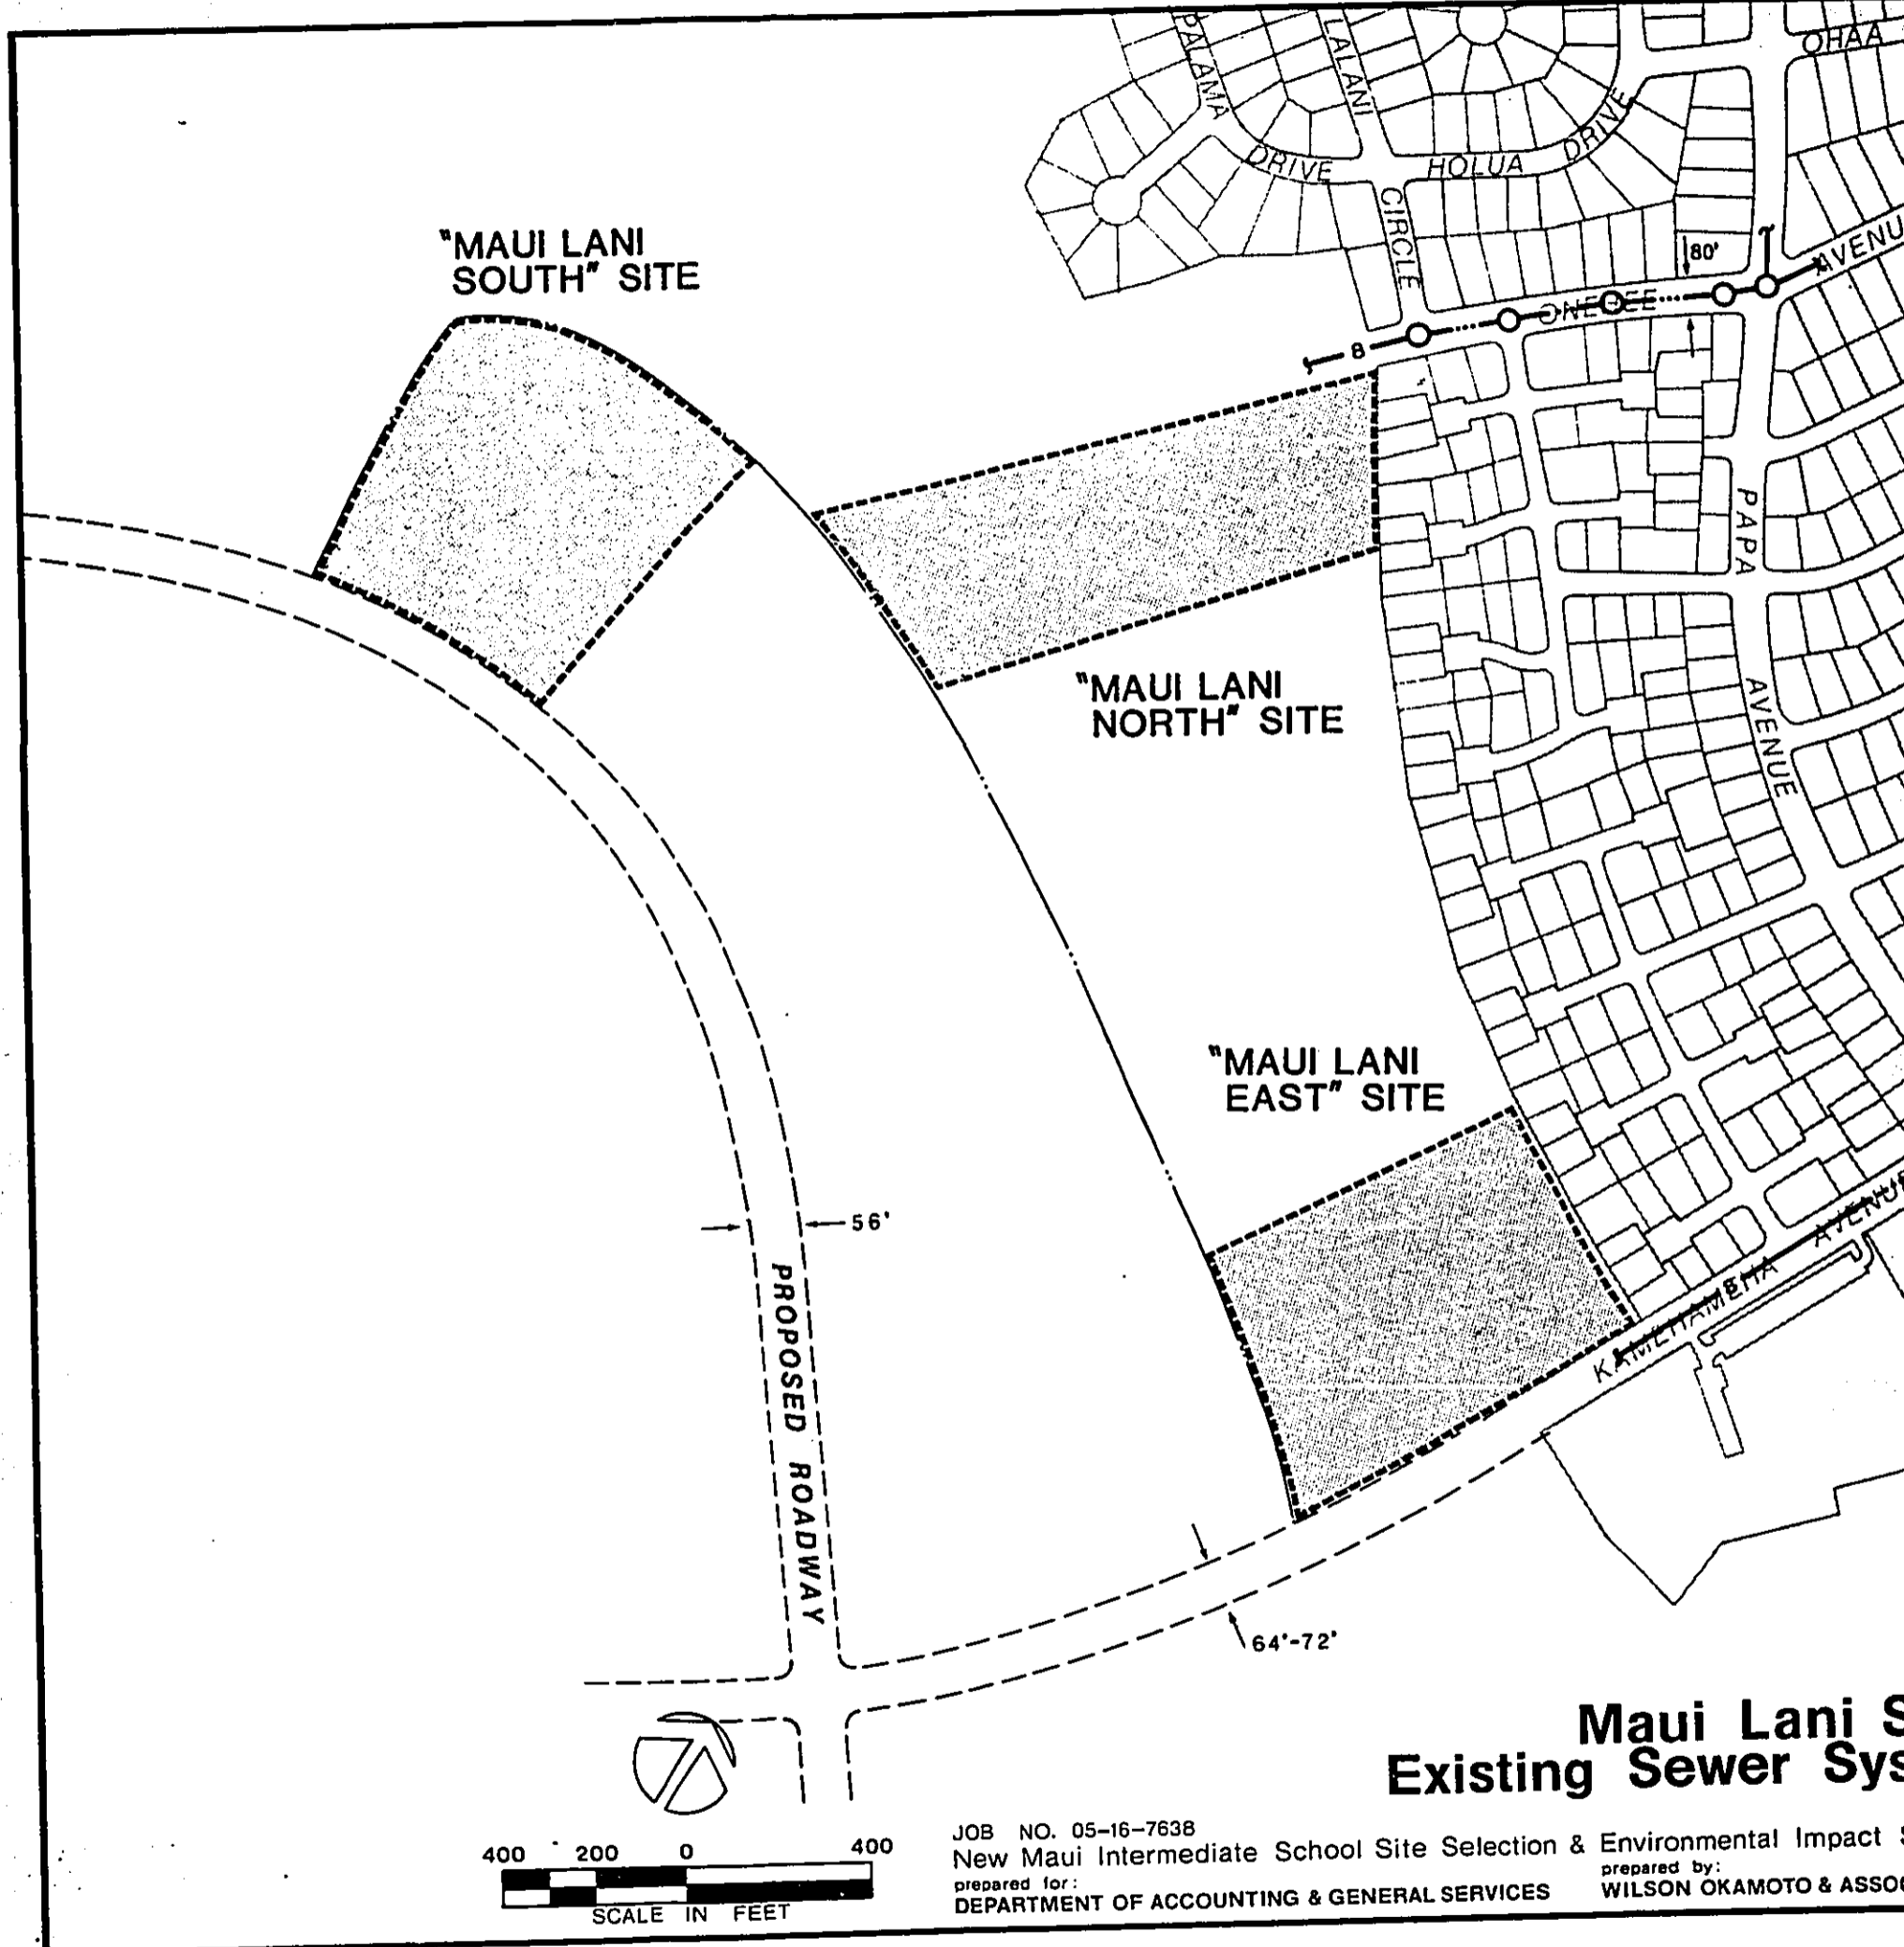 OHAA
PALAMA
LALANI
DRIVE
HOLUA DRIVE
CIRCLE
80'
AVENU
ONEHEE
8
"MAUI LANI
SOUTH" SITE
PAPA
AVENUE
"MAUI LANI
NORTH" SITE
"MAUI LANI
EAST" SITE
56'
PROPOSED ROADWAY
KAMEHAMEHA AVENUE
8
64'-72'
Maui Lani S
Existing Sewer Sys
400 200 0 400
SCALE IN FEET
JOB NO. 05-16-7638
New Maui Intermediate School Site Selection & Environmental Impact S
prepared for:
DEPARTMENT OF ACCOUNTING & GENERAL SERVICES
prepared by:
WILSON OKAMOTO & ASSOC